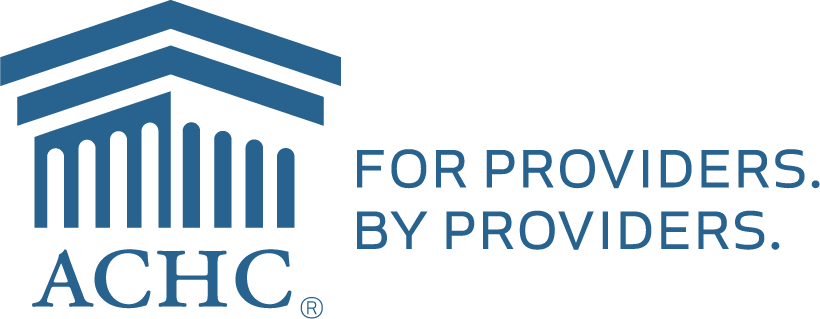 FOR PROVIDERS.
BY PROVIDERS.
ACHC®